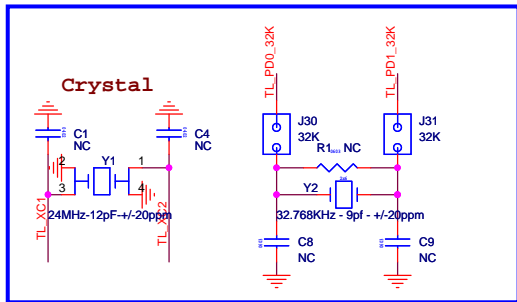 TL_PD0_32K
TL_PD1_32K
Crystal
C1
NC
C4
NC
J30
32K
J31
32K
R1 NC
2 Y1 1
3 4
Y2
24MHz-12pF-+/-20ppm
32.768KHz - 9pf - +/-20ppm
TL_XC1
TL_XC2
C8
NC
C9
NC